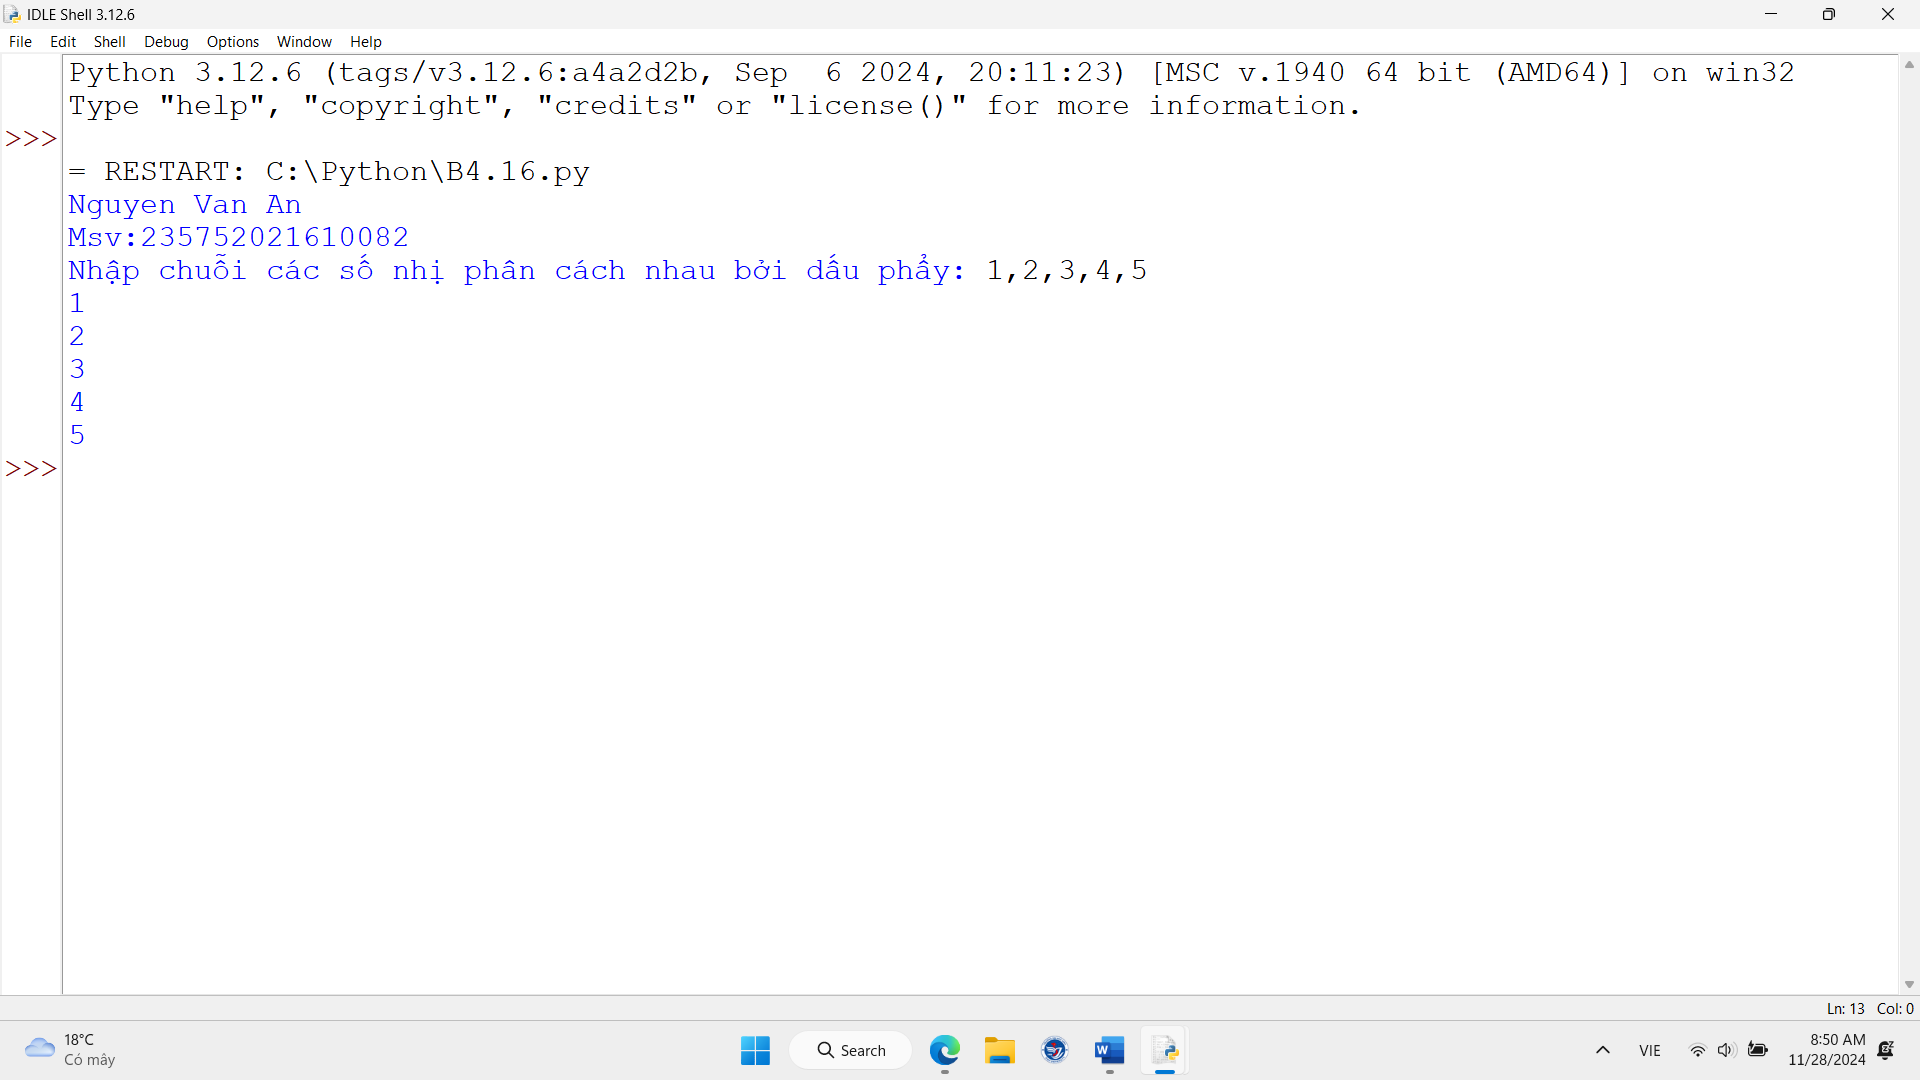 IDLE Shell 3.12.6
File Edit Shell Debug Options Window Help
Python 3.12.6 (tags/v3.12.6:a4a2d2b, Sep  6 2024, 20:11:23) [MSC v.1940 64 bit (AMD64)] on win32
Type "help", "copyright", "credits" or "license()" for more information.
>>>
= RESTART: C:\Python\B4.16.py
Nguyen Van An
Msv:235752021610082
Nhập chuỗi các số nhị phân cách nhau bởi dấu phẩy: 1,2,3,4,5
1
2
3
4
5
>>>
Ln: 13 Col: 0
18°C
Có mây
Search
VIE
8:50 AM
11/28/2024